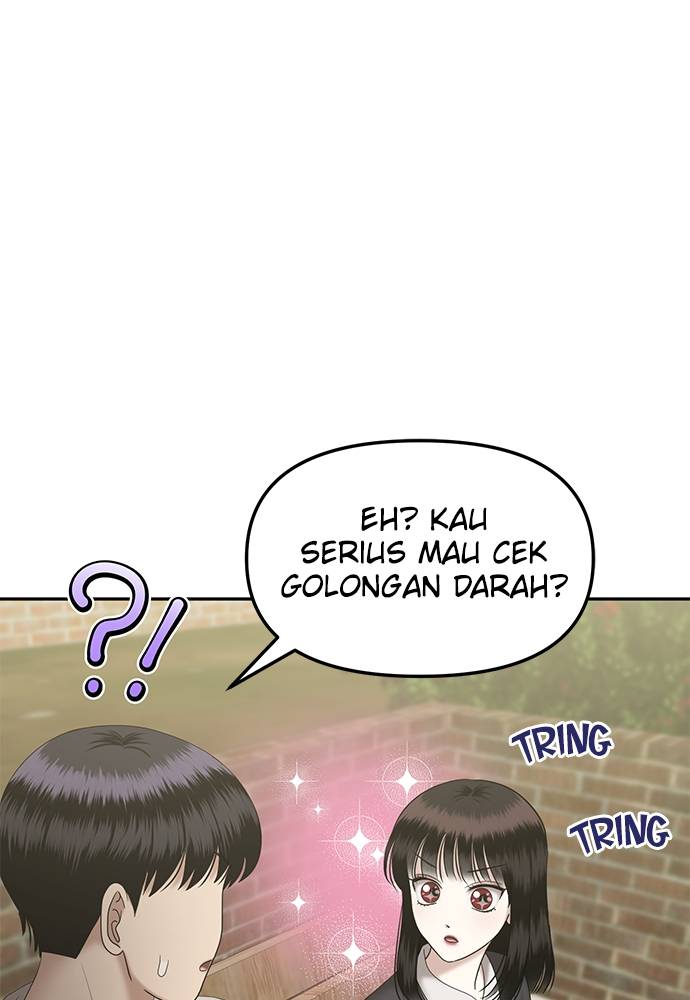 EH? KAU
SERIUS MAU CEK
GOLONGAN DARAH?
?!
TRING
TRING